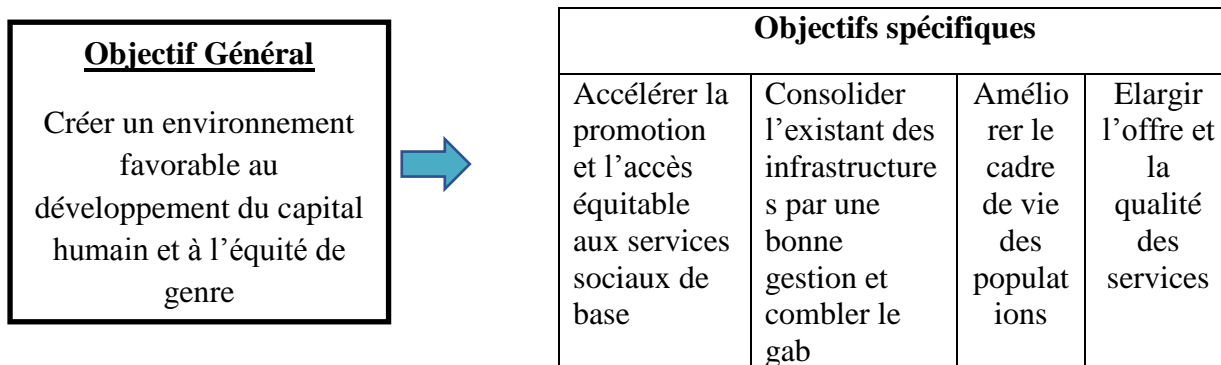 Objectif Général
Créer un environnement
favorable au
développement du capital
humain et à l’équité de
genre
Objectifs spécifiques
Accélérer la
promotion
et l’accès
équitable
aux services
sociaux de
base
Consolider
l’existant des
infrastructure
s par une
bonne
gestion et
combler le
gab
Amélio
rer le
cadre
de vie
des
populat
ions
Elargir
l’offre et
la
qualité
des
services